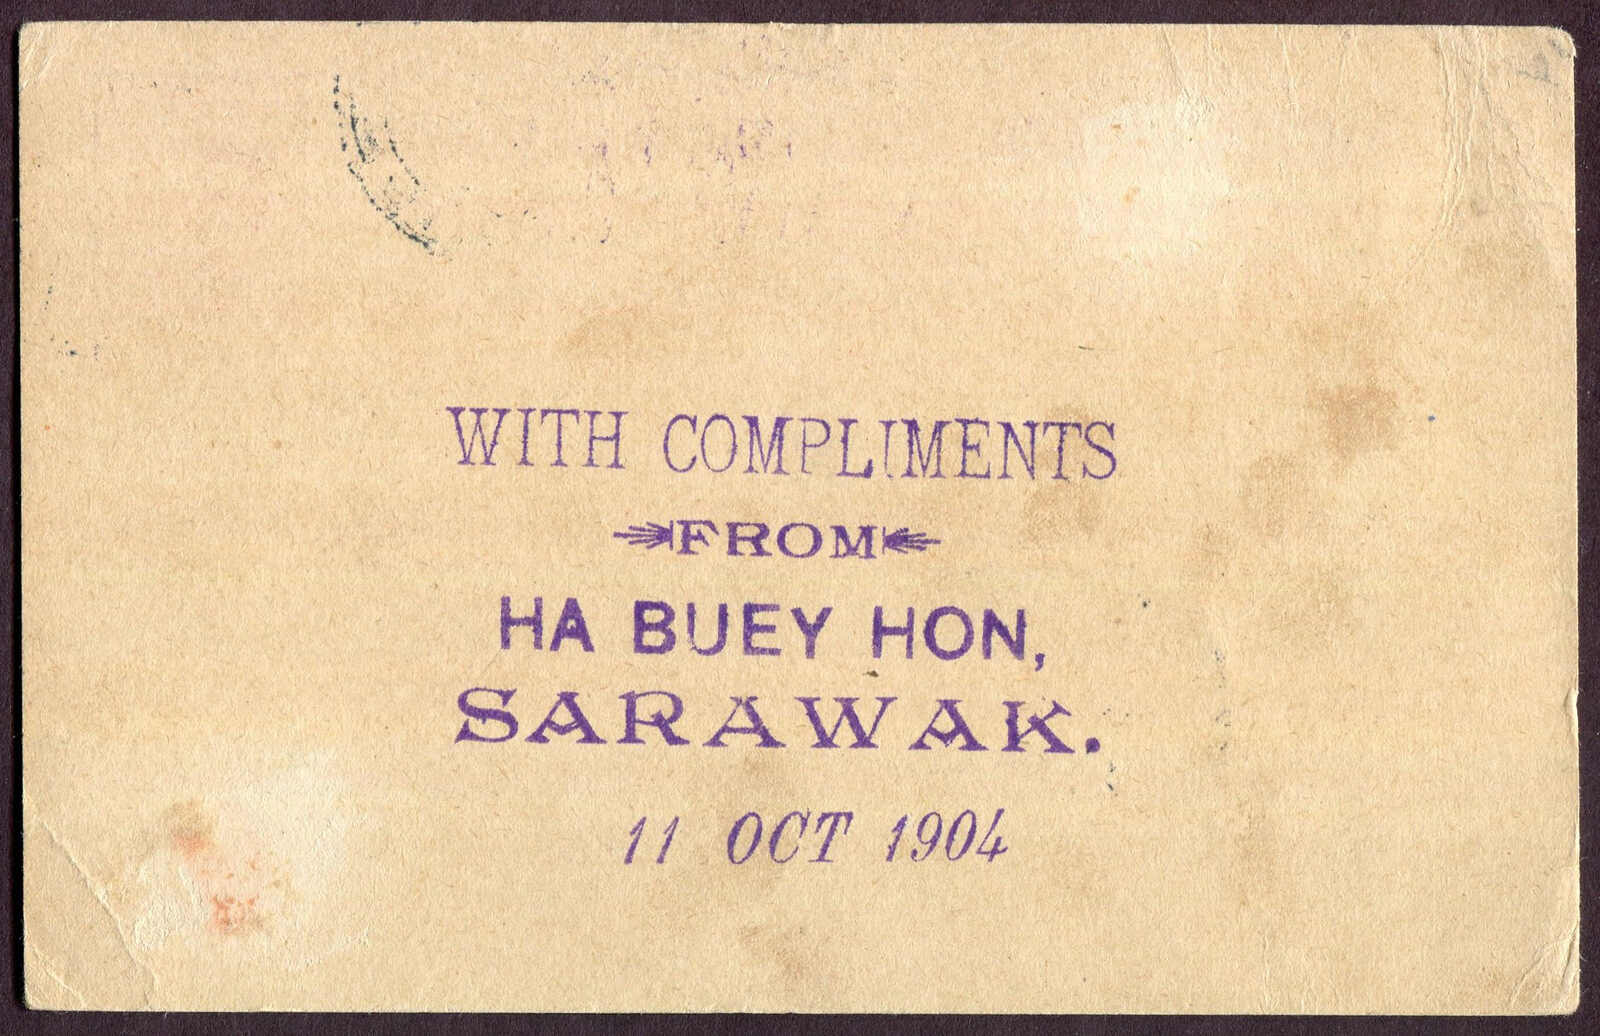 WITH COMPLIMENTS
FROM
HA BUEY HON,
SARAWAK.
11 OCT 1904